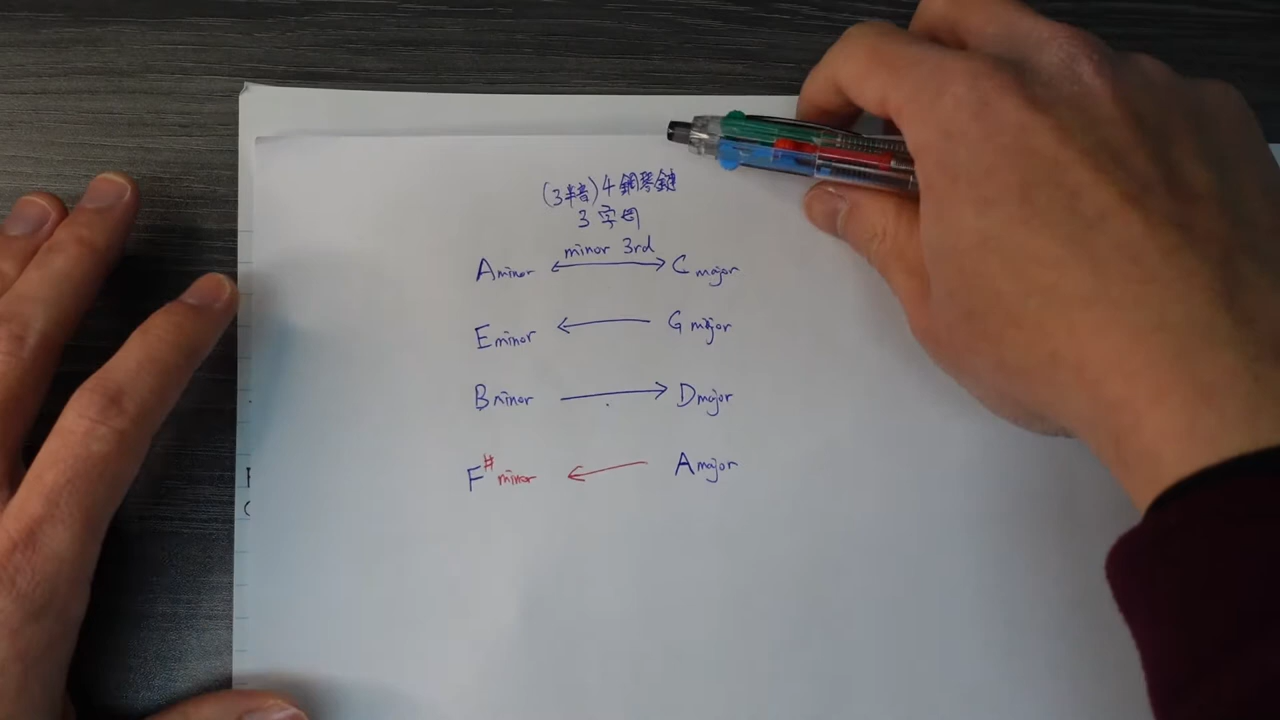 (3半音)4鋼琴鍵
3字母
minor 3rd
Aminor ⟷ Cmajor
Eminor ⟵ Gmajor
Bminor ⟶ Dmajor
F#minor ⟵ Amajor